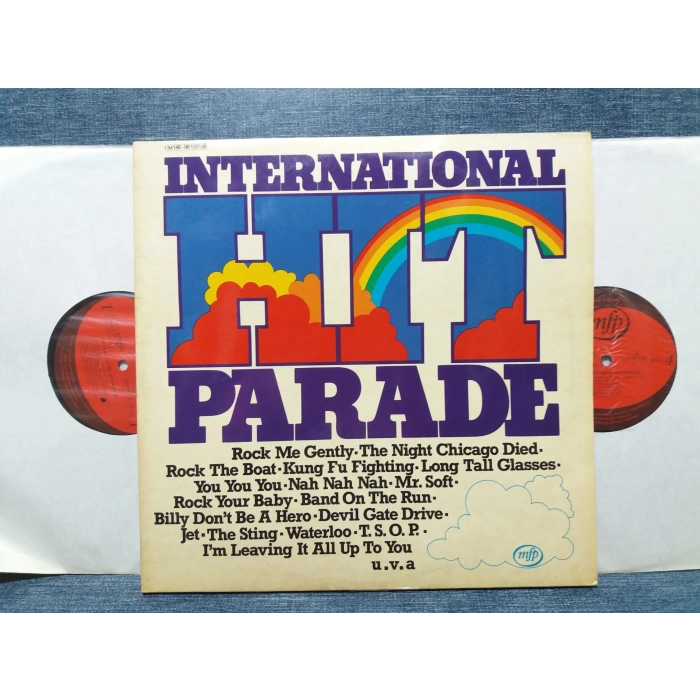 INTERNATIONAL
HIT
PARADE
Rock Me Gently·The Night Chicago Died·
Rock The Boat·Kung Fu Fighting·Long Tall Glasses·
You You You·Nah Nah Nah·Mr. Soft·
Rock Your Baby·Band On The Run·
Billy Don't Be A Hero·Devil Gate Drive·
Jet·The Sting·Waterloo·T.S.O.P.·
I'm Leaving It All Up To You
u.v.a
mfp
mfp